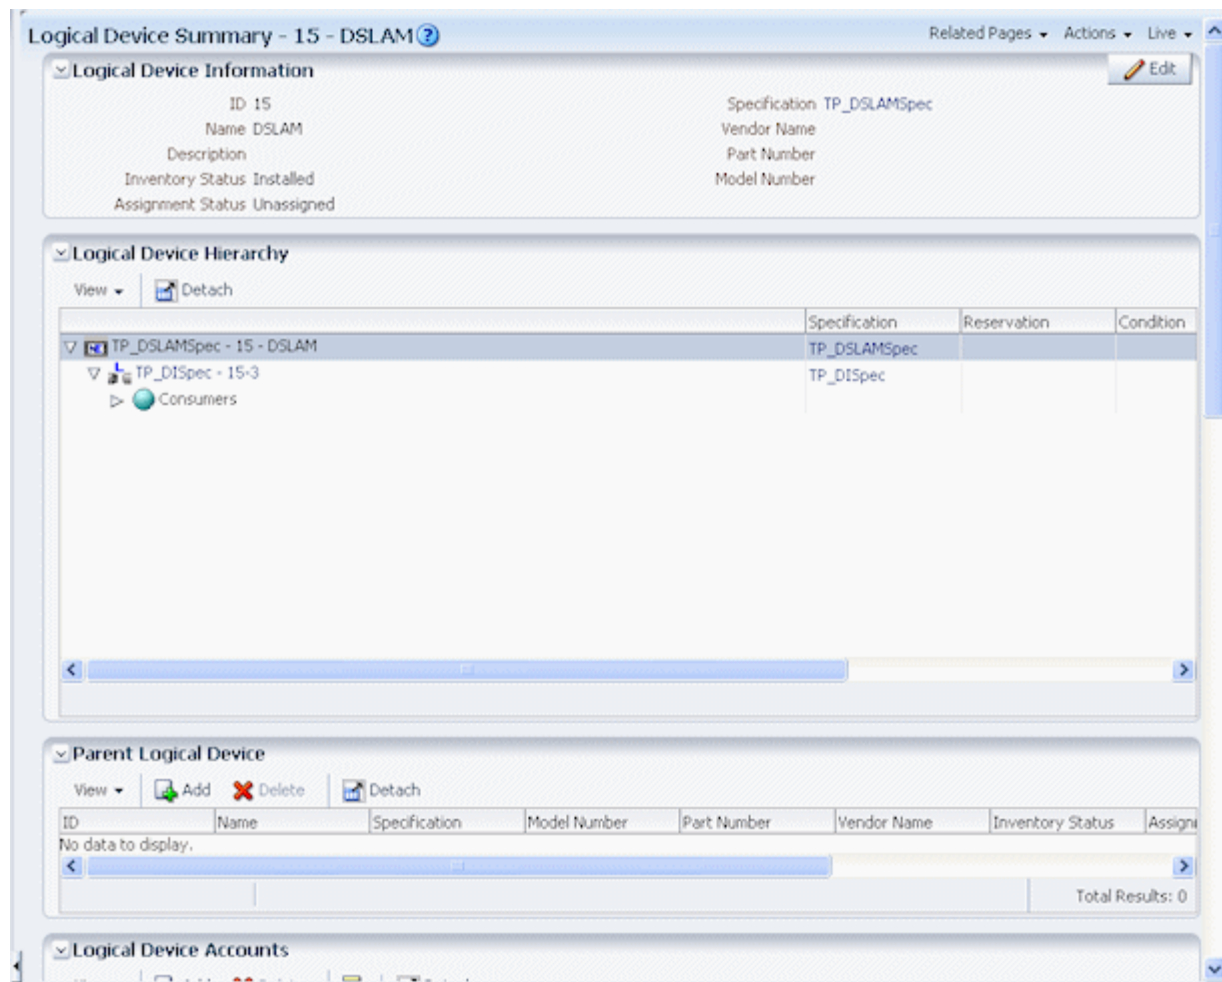 Logical Device Summary - 15 - DSLAM ? Related Pages Actions Live
Logical Device Information Edit
ID 15 Specification TP_DSLAMSpec
Name DSLAM Vendor Name
Description Part Number
Inventory Status Installed Model Number
Assignment Status Unassigned
Logical Device Hierarchy
View Detach
Specification Reservation Condition
TP_DSLAMSpec - 15 - DSLAM TP_DSLAMSpec
TP_DISpec - 15-3 TP_DISpec
Consumers
Parent Logical Device
View Add Delete Detach
ID Name Specification Model Number Part Number Vendor Name Inventory Status Assign
No data to display.
Total Results: 0
Logical Device Accounts